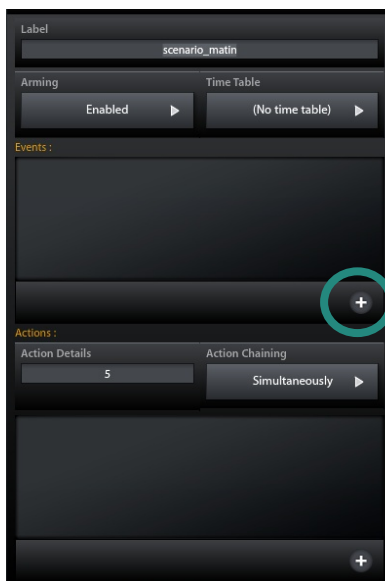 Label
scenario_matin
Arming
Time Table
Enabled
(No time table)
Events :
+
Actions :
Action Details
Action Chaining
5
Simultaneously
+